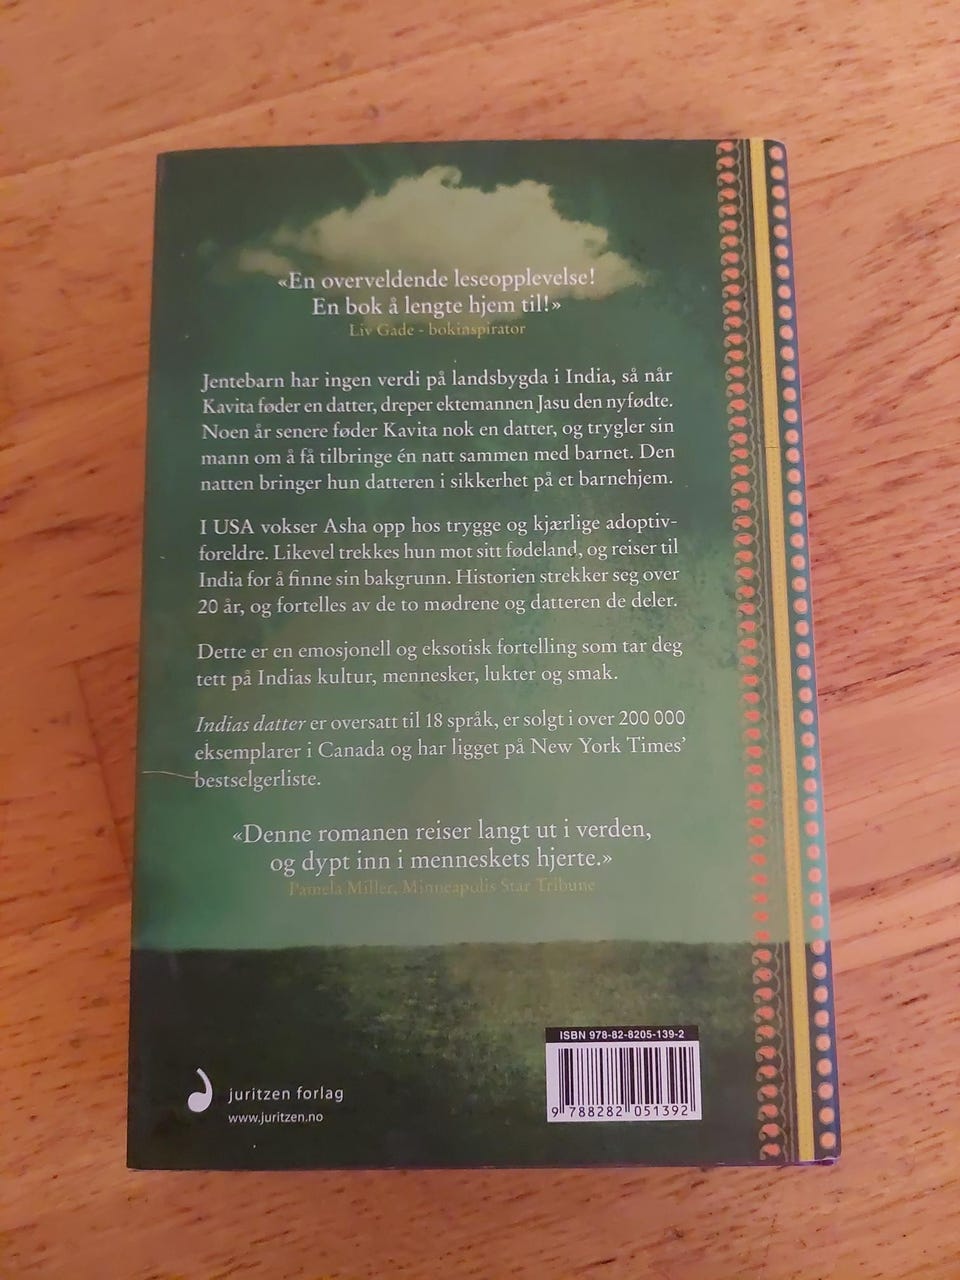 «En overveldende leseopplevelse!
En bok å lengte hjem til!»
Liv Gade - bokinspirator
Jentebarn har ingen verdi på landsbygda i India, så når
Kavita føder en datter, dreper ektemannen Jasu den nyfødte.
Noen år senere føder Kavita nok en datter, og trygler sin
mann om å få tilbringe én natt sammen med barnet. Den
natten bringer hun datteren i sikkerhet på et barnehjem.
I USA vokser Asha opp hos trygge og kjærlige adoptiv-
foreldre. Likevel trekkes hun mot sitt fødeland, og reiser til
India for å finne sin bakgrunn. Historien strekker seg over
20 år, og fortelles av de to mødrene og datteren de deler.
Dette er en emosjonell og eksotisk fortelling som tar deg
tett på Indias kultur, mennesker, lukter og smak.
Indias datter er oversatt til 18 språk, er solgt i over 200 000
eksemplarer i Canada og har ligget på New York Times’
bestselgerliste.
«Denne romanen reiser langt ut i verden,
og dypt inn i menneskets hjerte.»
Pamela Miller, Minneapolis Star Tribune
ISBN 978-82-8205-139-2
9 788282 051392
juritzen forlag
www.juritzen.no